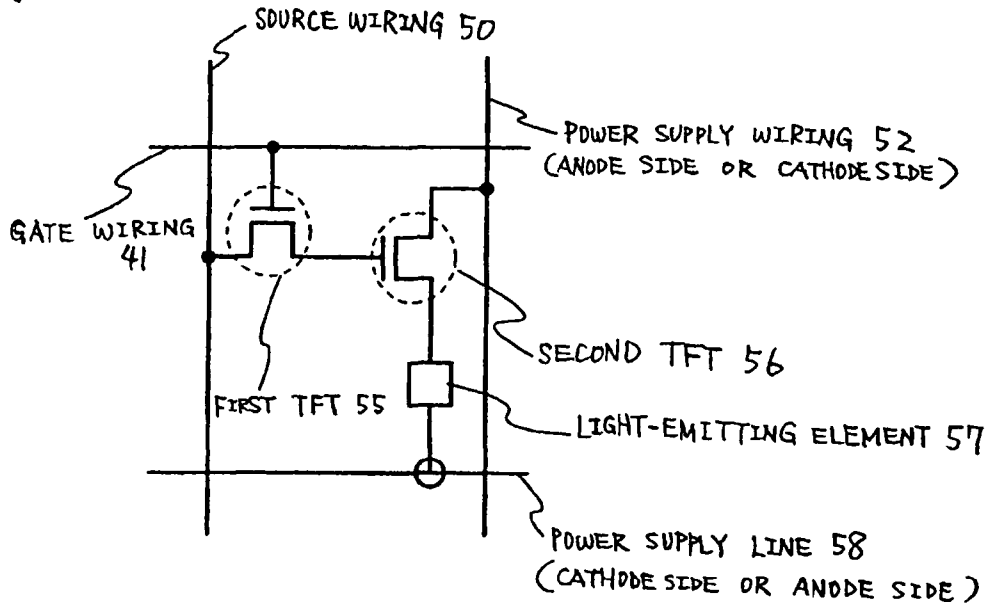 SOURCE WIRING 50
POWER SUPPLY WIRING 52
(ANODE SIDE OR CATHODE SIDE)
GATE WIRING
41
SECOND TFT 56
FIRST TFT 55
LIGHT-EMITTING ELEMENT 57
POWER SUPPLY LINE 58
(CATHODE SIDE OR ANODE SIDE)